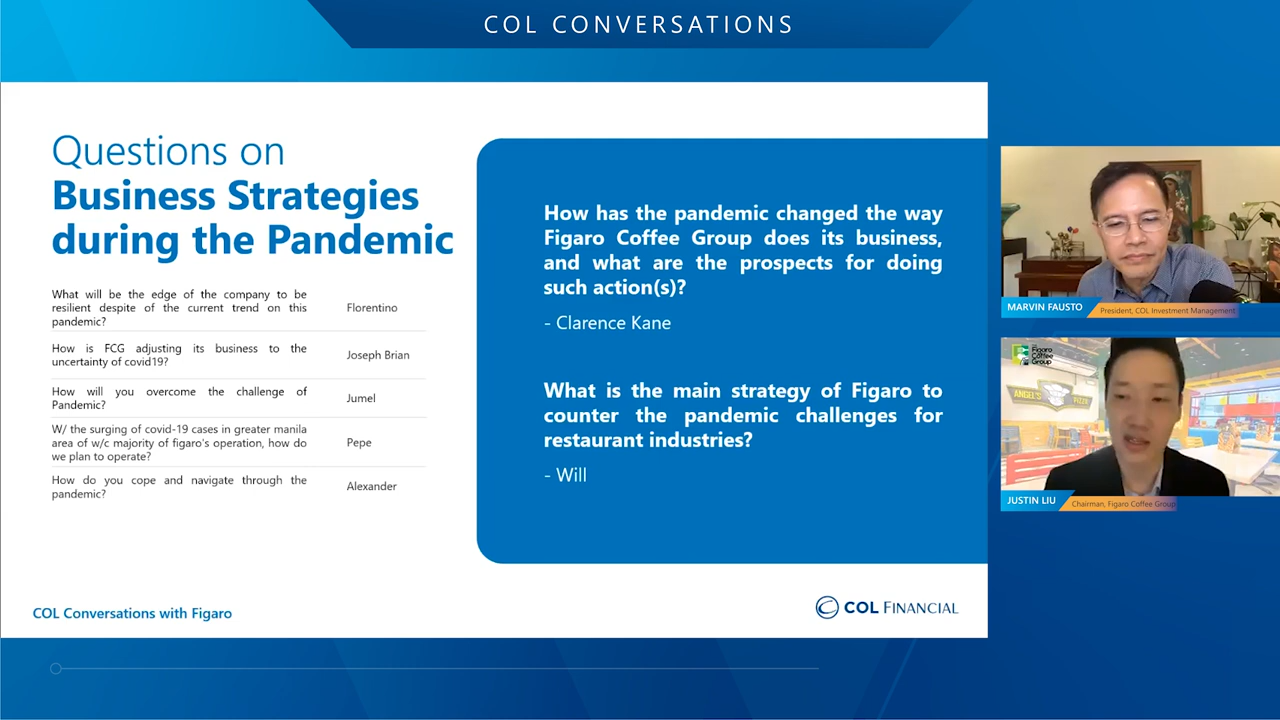 COL CONVERSATIONS
Questions on
Business Strategies
during the Pandemic
What will be the edge of the company to be
resilient despite of the current trend on this
pandemic?
Florentino
How is FCG adjusting its business to the
uncertainty of covid19?
Joseph Brian
How will you overcome the challenge of
Pandemic?
Jumel
W/ the surging of covid-19 cases in greater manila
area of w/c majority of figaro's operation, how do
we plan to operate?
Pepe
How do you cope and navigate through the
pandemic?
Alexander
How has the pandemic changed the way
Figaro Coffee Group does its business,
and what are the prospects for doing
such action(s)?
- Clarence Kane
What is the main strategy of Figaro to
counter the pandemic challenges for
restaurant industries?
- Will
COL Conversations with Figaro
COL FINANCIAL
MARVIN FAUSTO
President, COL Investment Management
Figaro
Coffee
Group
ANGEL'S PIZZA
JUSTIN LIU
Chairman, Figaro Coffee Group